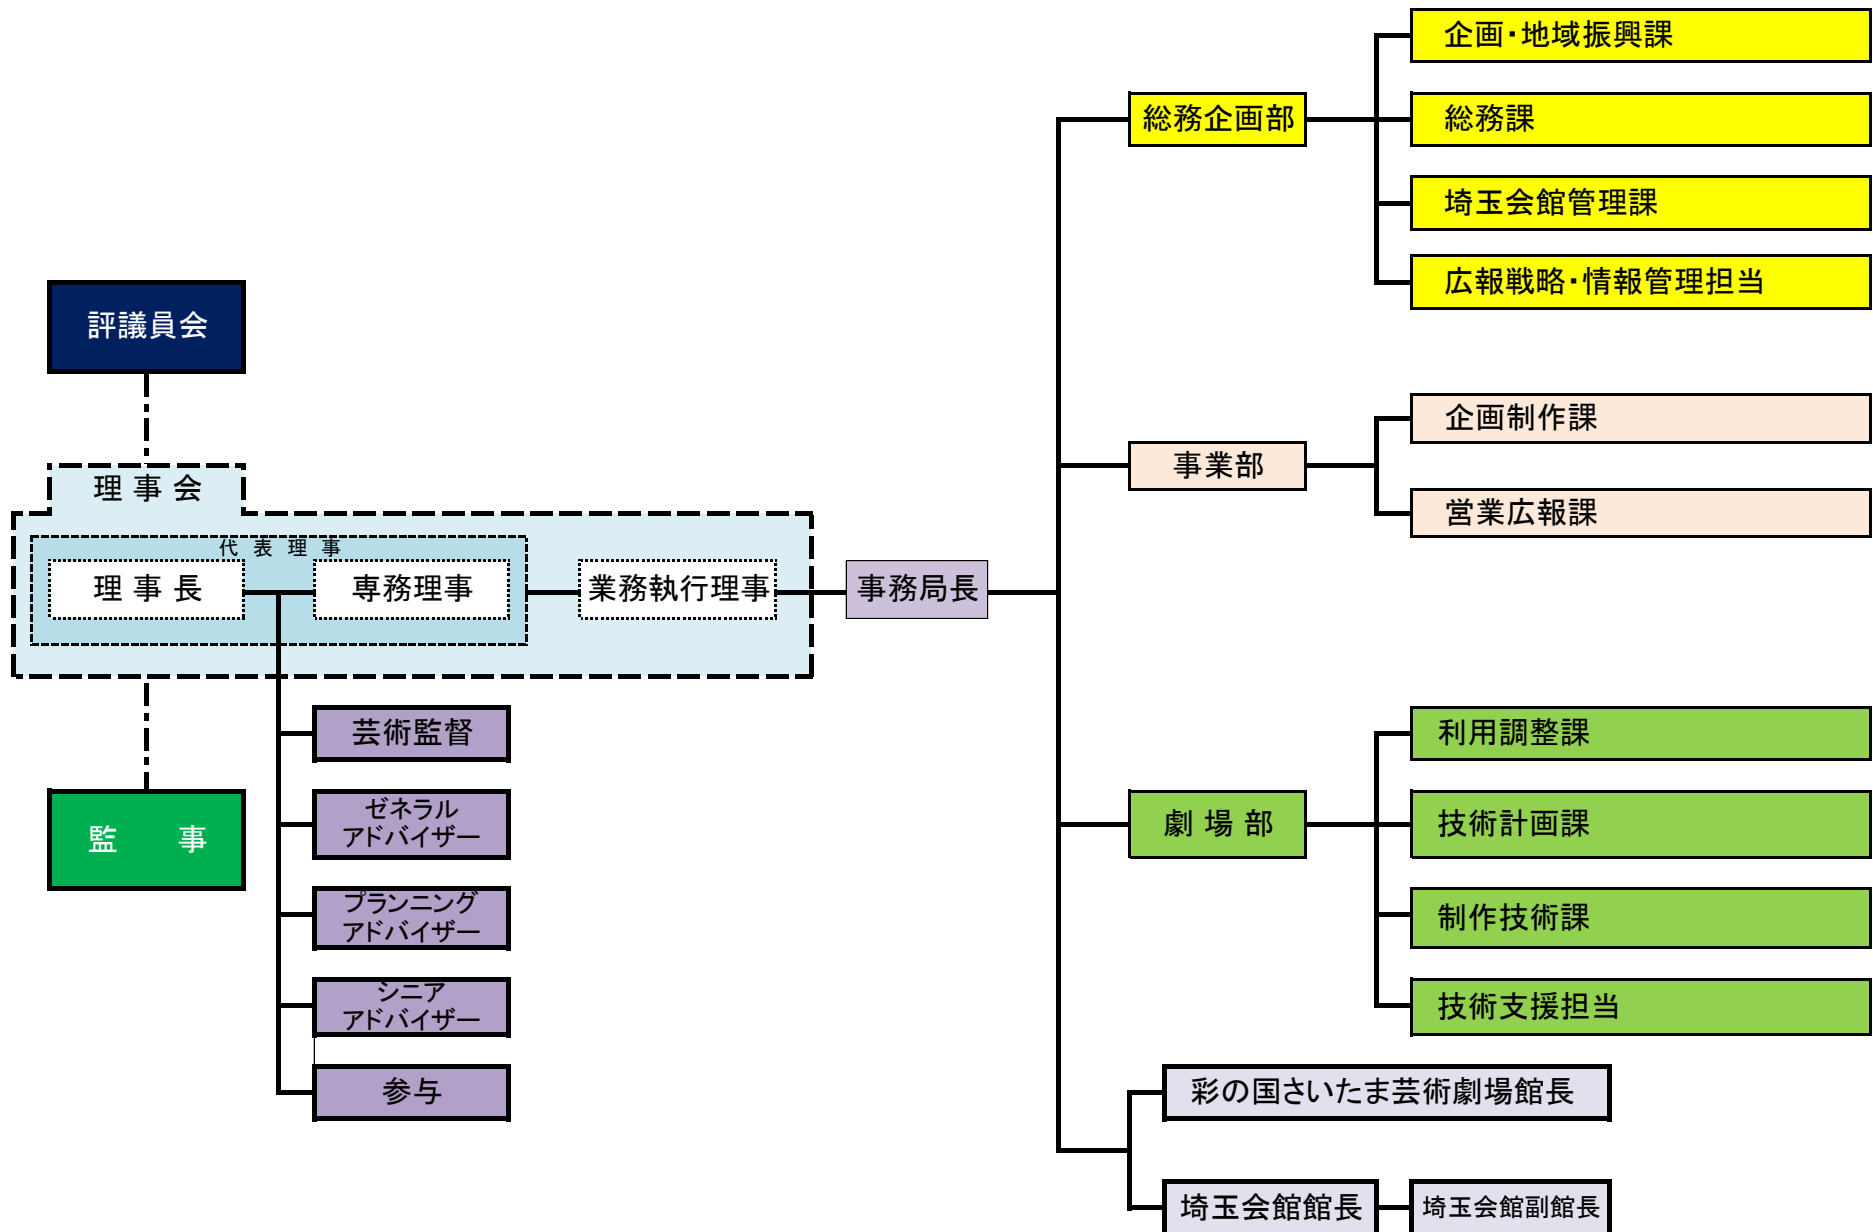 企画・地域振興課
総務企画部
総務課
埼玉会館管理課
広報戦略・情報管理担当
評議員会
企画制作課
事業部
営業広報課
理 事 会
代 表 理 事
理 事 長
専務理事
業務執行理事
事務局長
芸術監督
ゼネラル
アドバイザー
プランニング
アドバイザー
シニア
アドバイザー
参与
監　　事
利用調整課
劇 場 部
技術計画課
制作技術課
技術支援担当
彩の国さいたま芸術劇場館長
埼玉会館館長
埼玉会館副館長